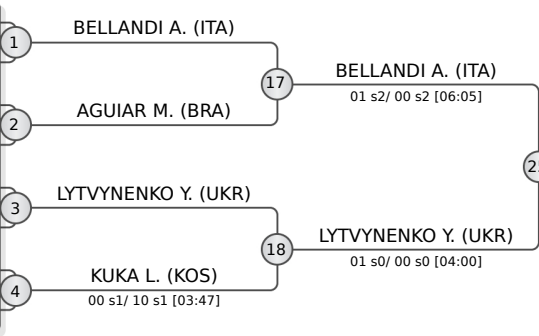 1
BELLANDI A. (ITA)
17
BELLANDI A. (ITA)
01 s2/ 00 s2 [06:05]
2
AGUIAR M. (BRA)
3
LYTVYNENKO Y. (UKR)
18
LYTVYNENKO Y. (UKR)
01 s0/ 00 s0 [04:00]
4
KUKA L. (KOS)
00 s1/ 10 s1 [03:47]